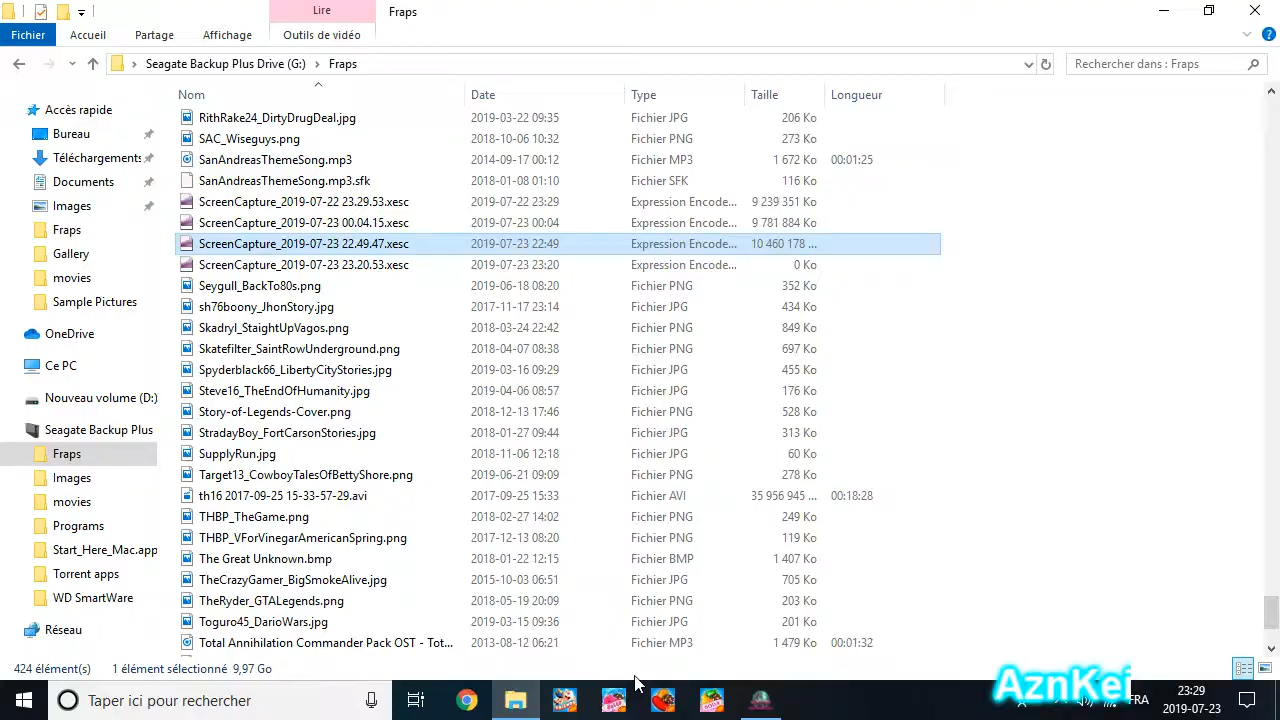 Lire
Fraps
Fichier
Accueil
Partage
Affichage
Outils de vidéo
Seagate Backup Plus Drive (G:) > Fraps
Rechercher dans : Fraps
Accès rapide
Bureau
Téléchargements
Documents
Images
Fraps
Gallery
movies
Sample Pictures
OneDrive
Ce PC
Nouveau volume (D:)
Seagate Backup Plus
Fraps
Images
movies
Programs
Start_Here_Mac.app
Torrent apps
WD SmartWare
Réseau
Nom Date Type Taille Longueur
RithRake24_DirtyDrugDeal.jpg 2019-03-22 09:35 Fichier JPG 206 Ko
SAC_Wiseguys.png 2018-10-06 10:32 Fichier PNG 273 Ko
SanAndreasThemeSong.mp3 2014-09-17 00:12 Fichier MP3 1 672 Ko 00:01:25
SanAndreasThemeSong.mp3.sfk 2018-01-08 01:10 Fichier SFK 116 Ko
ScreenCapture_2019-07-22 23.29.53.xesc 2019-07-22 23:29 Expression Encode... 9 239 351 Ko
ScreenCapture_2019-07-23 00.04.15.xesc 2019-07-23 00:04 Expression Encode... 9 781 884 Ko
ScreenCapture_2019-07-23 22.49.47.xesc 2019-07-23 22:49 Expression Encode... 10 460 178 ...
ScreenCapture_2019-07-23 23.20.53.xesc 2019-07-23 23:20 Expression Encode... 0 Ko
Seygull_BackTo80s.png 2019-06-18 08:20 Fichier PNG 352 Ko
sh76boony_JhonStory.jpg 2017-11-17 23:14 Fichier JPG 434 Ko
Skadryl_StaightUpVagos.png 2018-03-24 22:42 Fichier PNG 849 Ko
Skatefilter_SaintRowUnderground.png 2018-04-07 08:38 Fichier PNG 697 Ko
Spyderblack66_LibertyCityStories.jpg 2019-03-16 09:29 Fichier JPG 455 Ko
Steve16_TheEndOfHumanity.jpg 2019-04-06 08:57 Fichier JPG 176 Ko
Story-of-Legends-Cover.png 2018-12-13 17:46 Fichier PNG 528 Ko
StradayBoy_FortCarsonStories.jpg 2018-01-27 09:44 Fichier JPG 313 Ko
SupplyRun.jpg 2018-11-06 12:18 Fichier JPG 60 Ko
Target13_CowboyTalesOfBettyShore.png 2019-06-21 09:09 Fichier PNG 278 Ko
th16 2017-09-25 15-33-57-29.avi 2017-09-25 15:33 Fichier AVI 35 956 945 ... 00:18:28
THBP_TheGame.png 2018-02-27 14:02 Fichier PNG 249 Ko
THBP_VForVinegarAmericanSpring.png 2017-12-13 08:20 Fichier PNG 119 Ko
The Great Unknown.bmp 2018-01-22 12:15 Fichier BMP 1 407 Ko
TheCrazyGamer_BigSmokeAlive.jpg 2015-10-03 06:51 Fichier JPG 705 Ko
TheRyder_GTALegends.png 2018-05-19 20:09 Fichier PNG 203 Ko
Toguro45_DarioWars.jpg 2019-03-15 09:36 Fichier JPG 201 Ko
Total Annihilation Commander Pack OST - Tot... 2013-08-12 06:21 Fichier MP3 1 479 Ko 00:01:32
424 élément(s) 1 élément sélectionné 9,97 Go
AznKei
Taper ici pour rechercher
FRA
23:29
2019-07-23